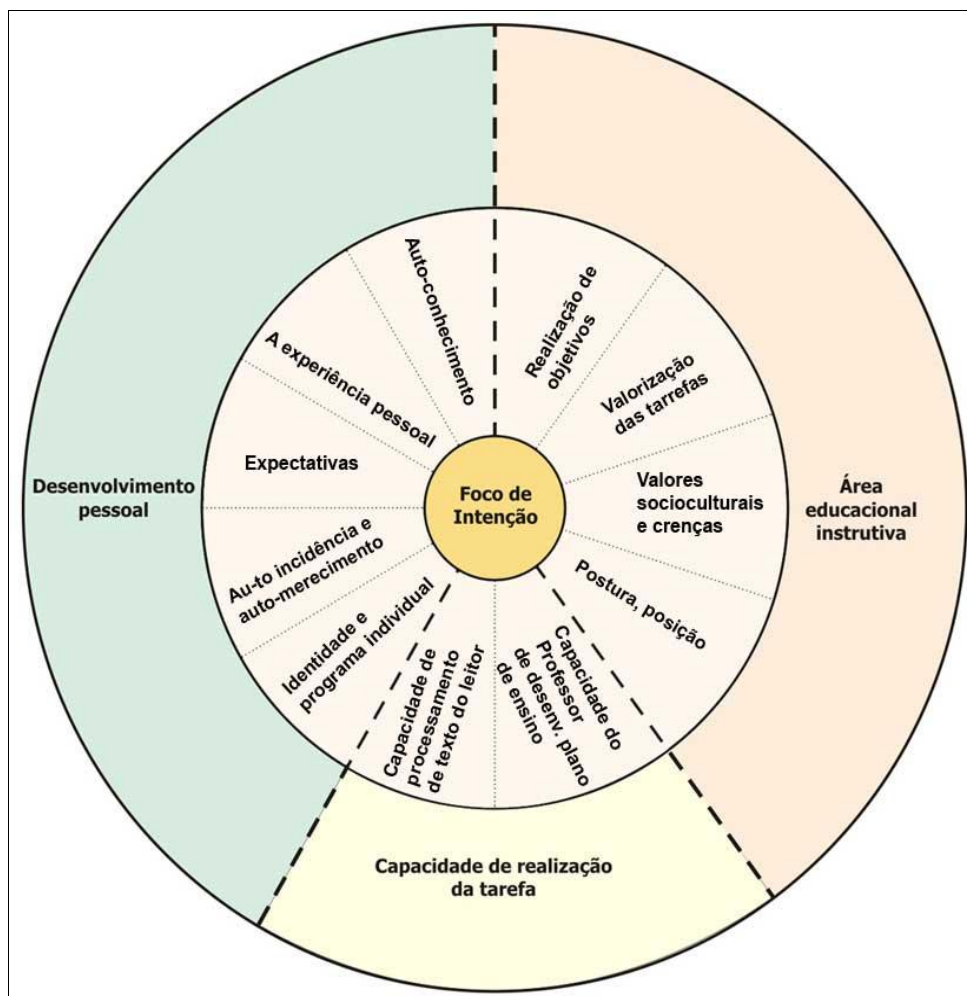 Auto-conhecimento
A experiência pessoal
Expectativas
Au-to incidência e
auto-merecimento
Identidade e
programa individual
Realização de
objetivos
Valorização
das tarrefas
Valores
socioculturais
e crenças
Postura, posição
Capacidade do
Professor
de desenv. plano
de ensino
Capacidade de
processamento
de texto do leitor
Foco de
Intenção
Desenvolvimento
pessoal
Área
educacional
instrutiva
Capacidade de realização
da tarefa